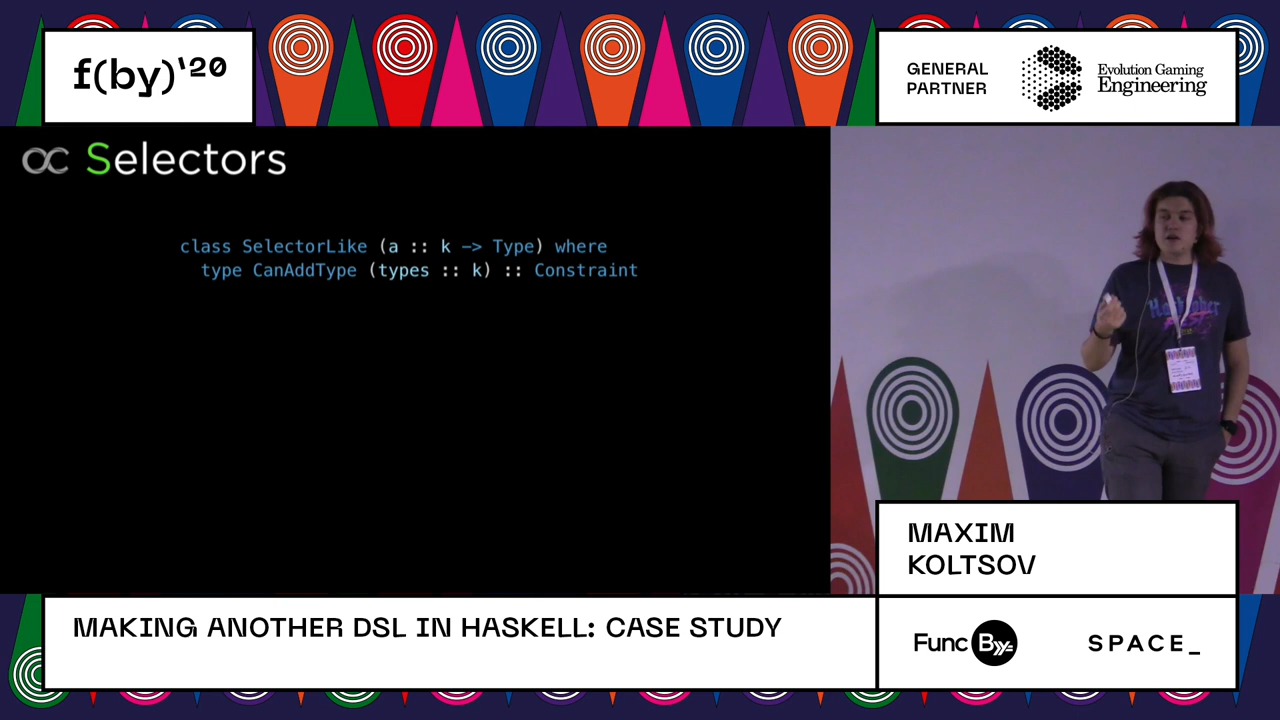 f(by)'20
GENERAL
PARTNER
Evolution Gaming
Engineering
Selectors
class SelectorLike (a :: k -> Type) where
type CanAddType (types :: k) :: Constraint
MAXIM
KOLTSOV
MAKING ANOTHER DSL IN HASKELL: CASE STUDY
Func By
SPACE_